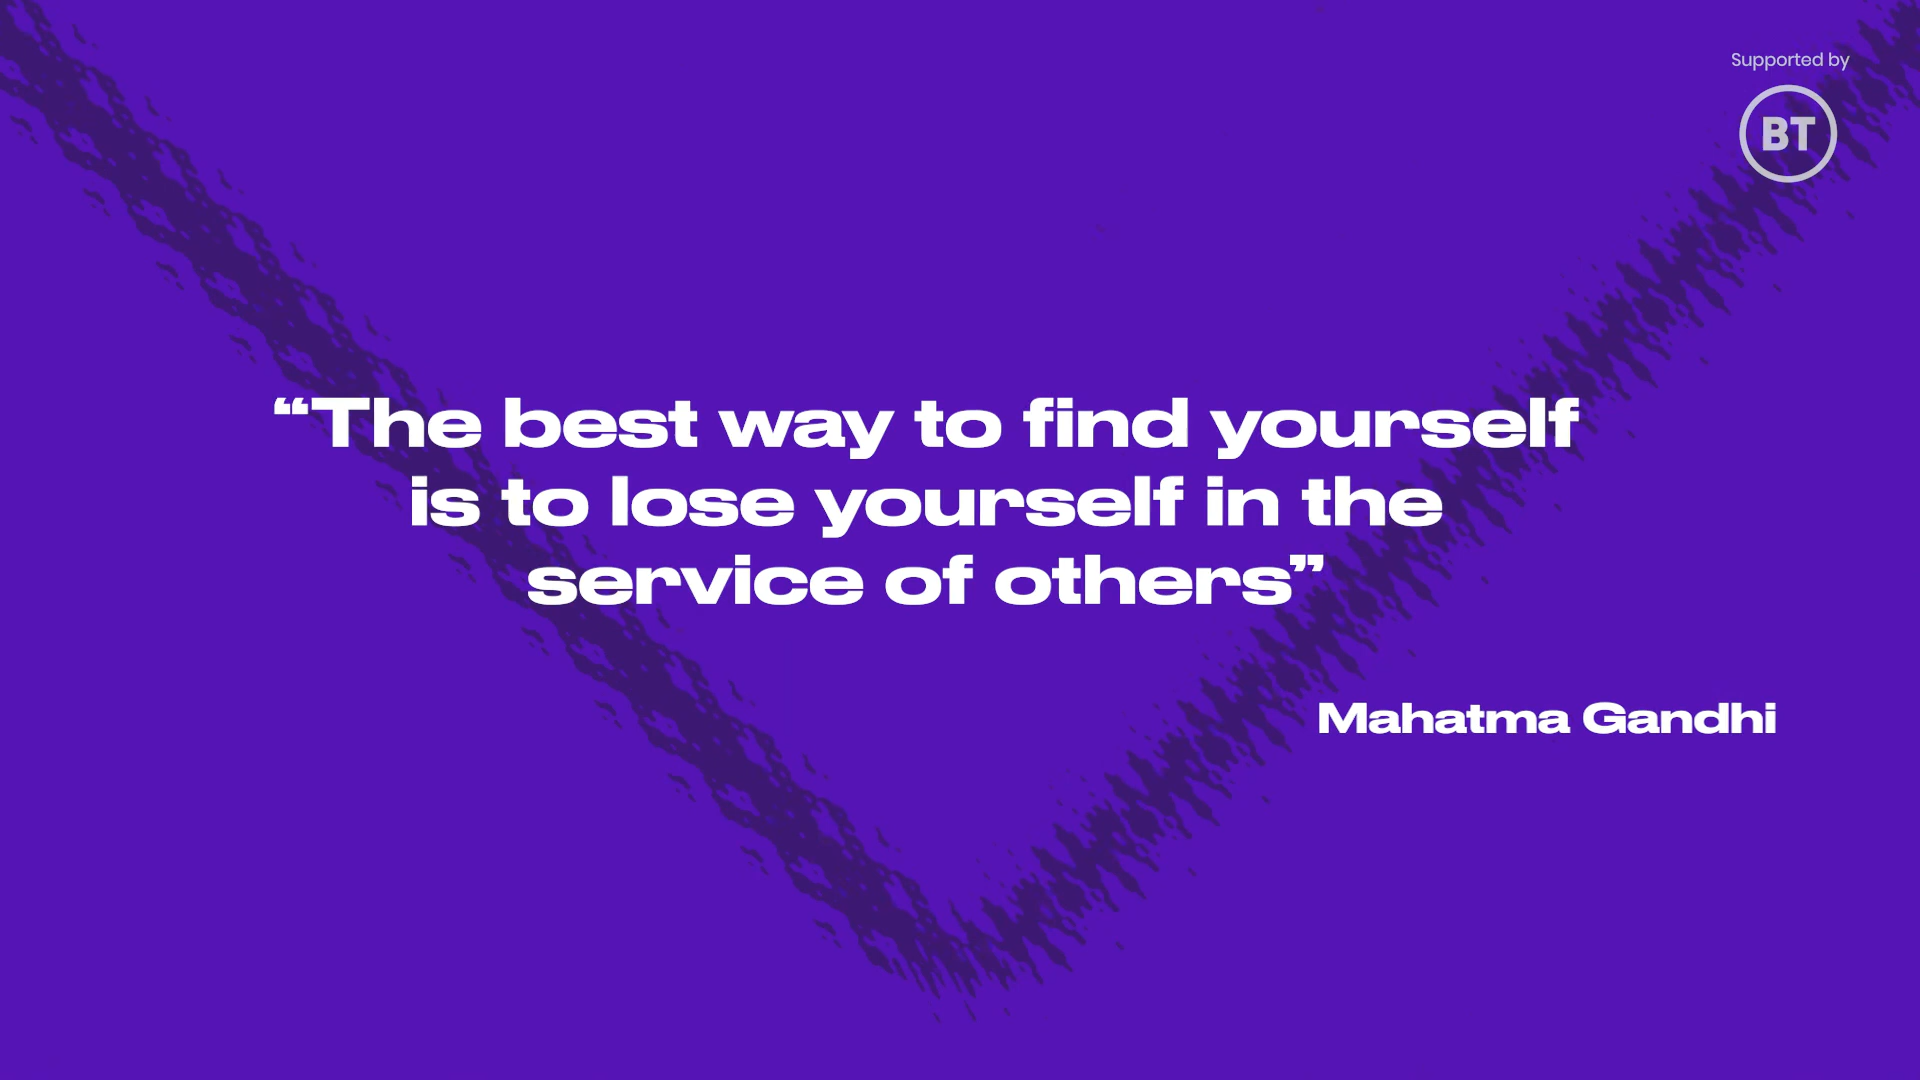 Supported by
BT
“The best way to find yourself
is to lose yourself in the
service of others”
Mahatma Gandhi